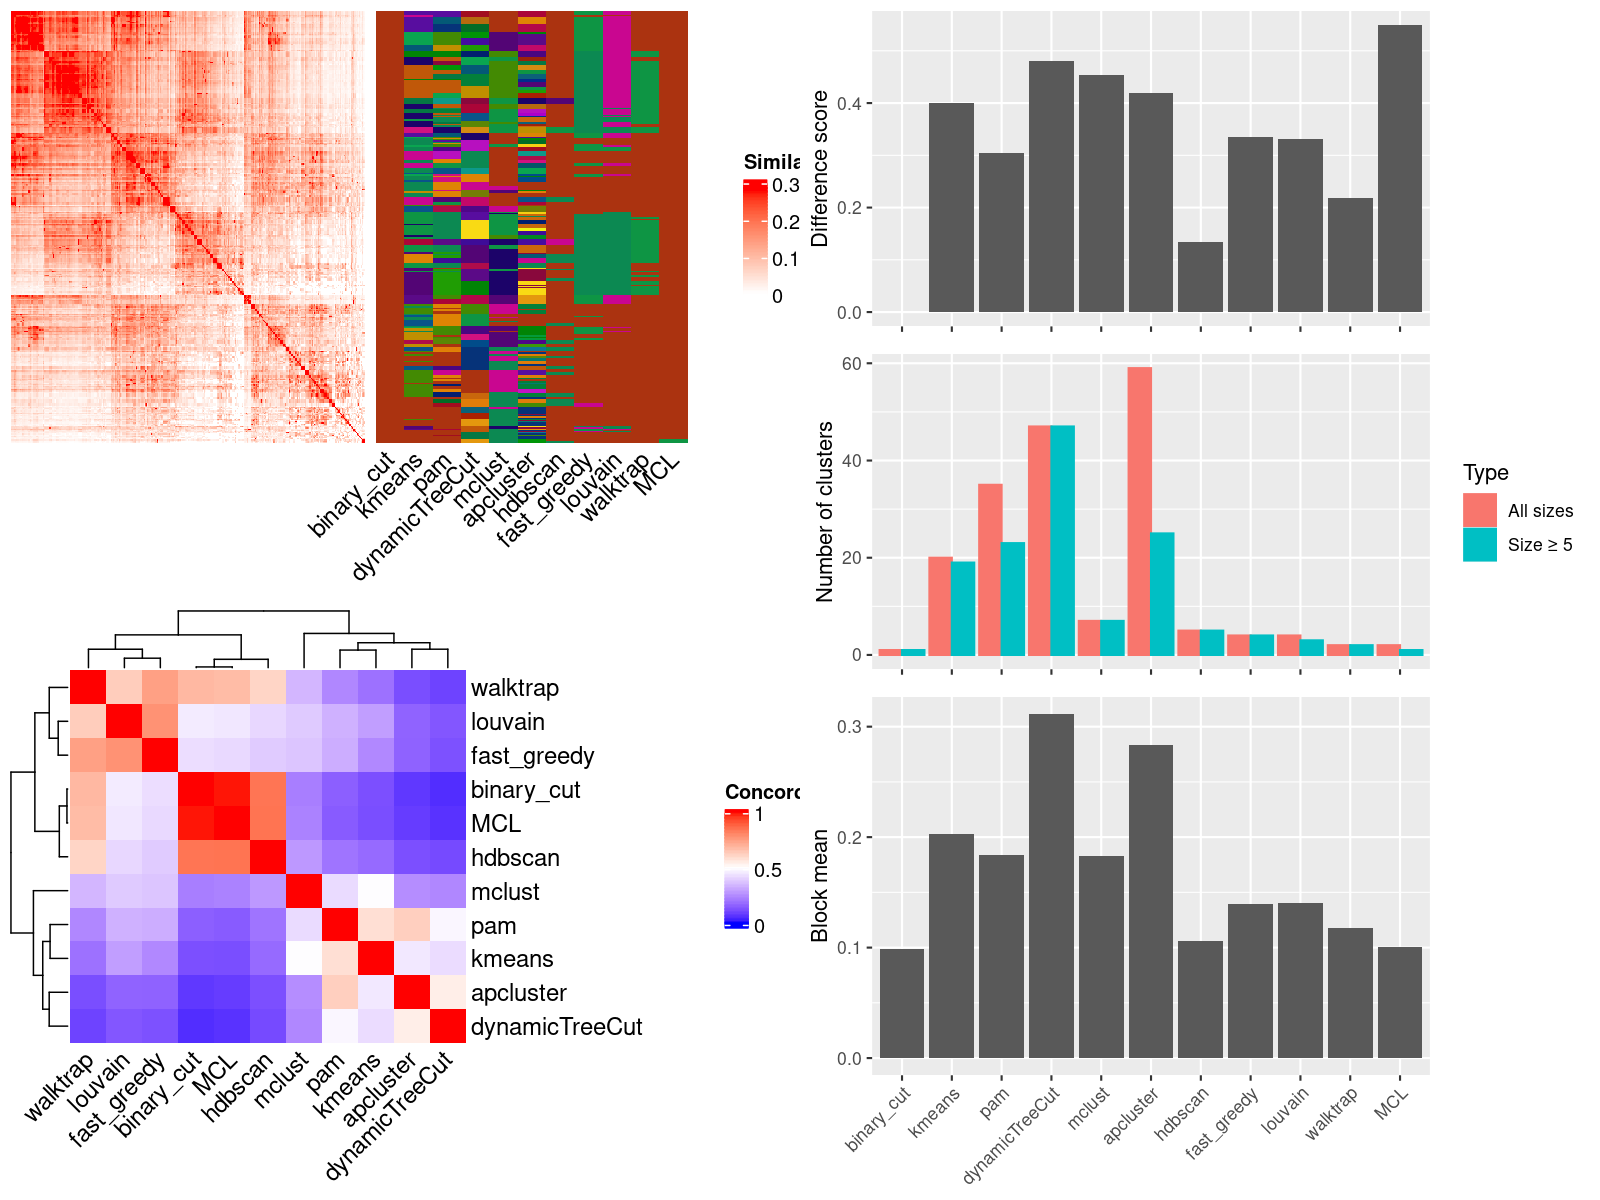 Simila
0.3
0.2
0.1
0
binary_cut
kmeans
pam
dynamicTreeCut
mclust
apcluster
hdbscan
fast_greedy
louvain
walktrap
MCL
walktrap
louvain
fast_greedy
binary_cut
MCL
hdbscan
mclust
pam
kmeans
apcluster
dynamicTreeCut
walktrap
louvain
fast_greedy
binary_cut
MCL
hdbscan
mclust
pam
kmeans
apcluster
dynamicTreeCut
Concord
1
0.5
0
Difference score
0.4
0.2
0.0
Number of clusters
60
40
20
0
Type
All sizes
Size ≥ 5
Block mean
0.3
0.2
0.1
0.0
binary_cut
kmeans
pam
dynamicTreeCut
mclust
apcluster
hdbscan
fast_greedy
louvain
walktrap
MCL